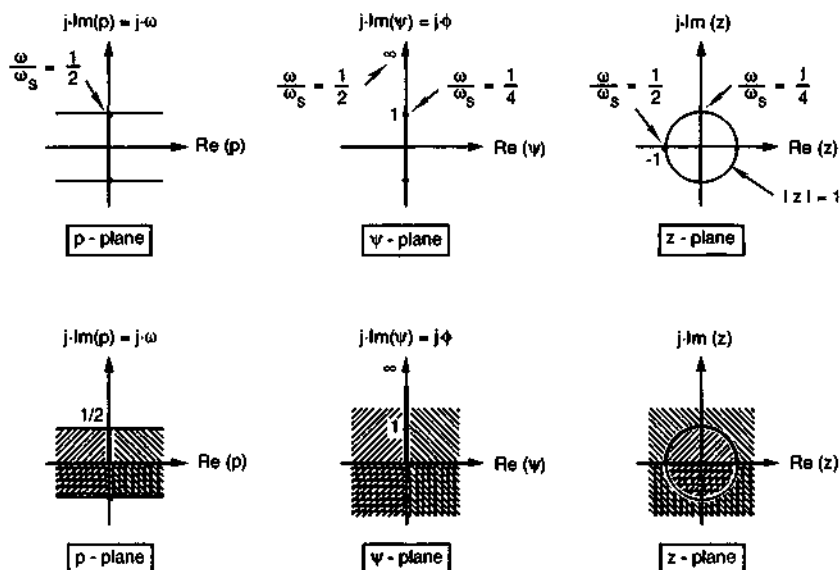 j·Im(p) = j·ω
j·Im(ψ) = j·ϕ
j·Im (z)
ω/ωs = 1/2
∞
ω/ωs = 1/2
1
ω/ωs = 1/4
ω/ωs = 1/2
ω/ωs = 1/4
Re (p)
Re (ψ)
-1
Re (z)
| z | = 1
p - plane
ψ - plane
z - plane
j·Im(p) = j·ω
j·Im(ψ) = j·ϕ
j·Im (z)
∞
1/2
1
Re (p)
Re (ψ)
Re (z)
p - plane
ψ - plane
z - plane